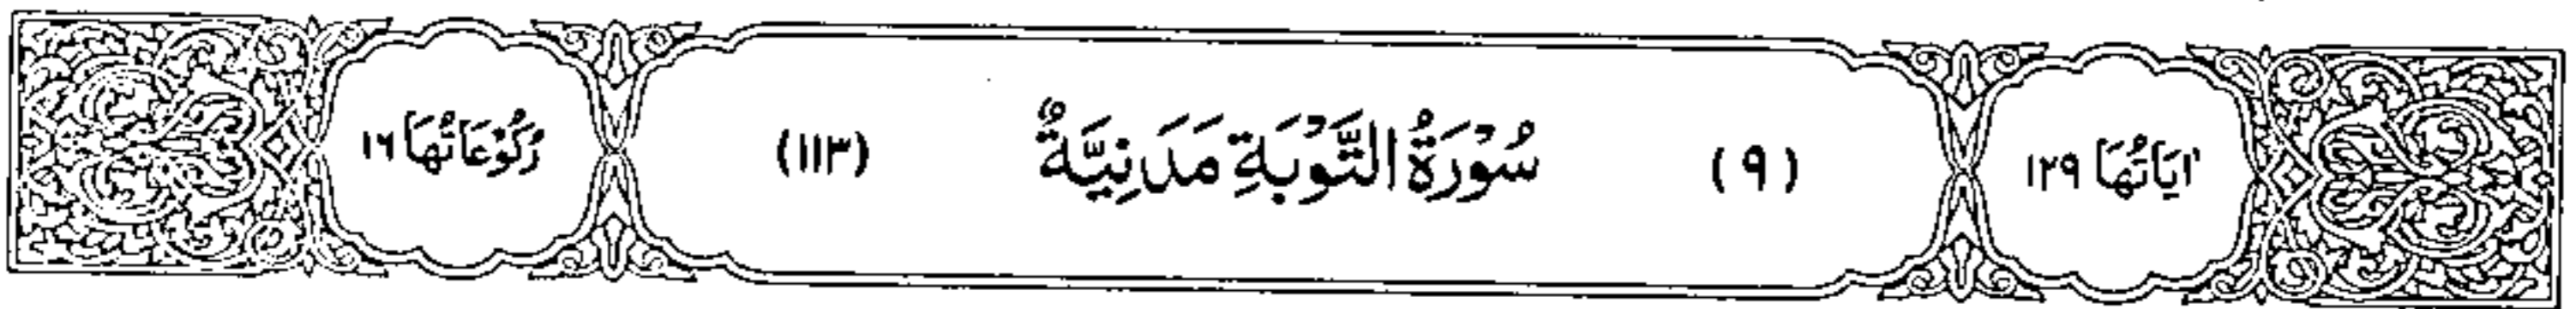 اٰيَاتُهَا ١٢٩ (٩) سُوْرَةُ التَّوْبَةِ مَدَنِيَّةٌ (١١٣) رُكُوْعَاتُهَا ١٦